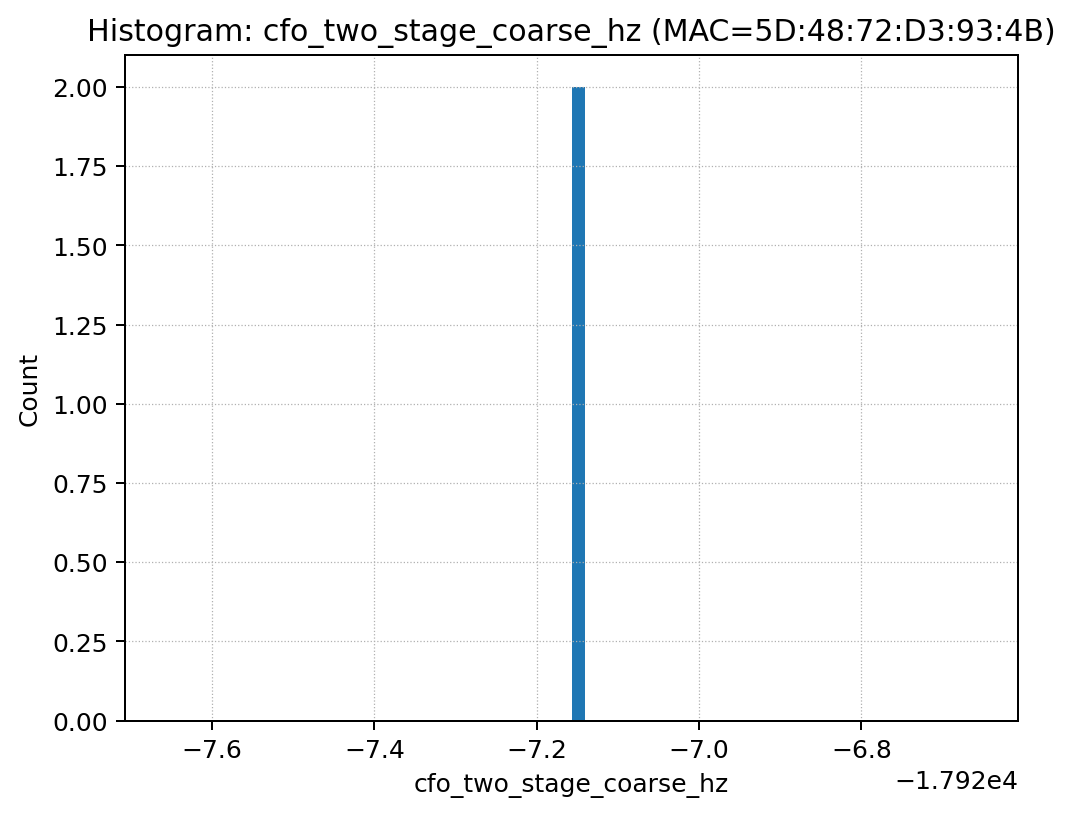 Histogram: cfo_two_stage_coarse_hz (MAC=5D:48:72:D3:93:4B)
2.00
1.75
1.50
1.25
1.00
0.75
0.50
0.25
0.00
Count
−7.6 −7.4 −7.2 −7.0 −6.8
cfo_two_stage_coarse_hz
−1.792e4